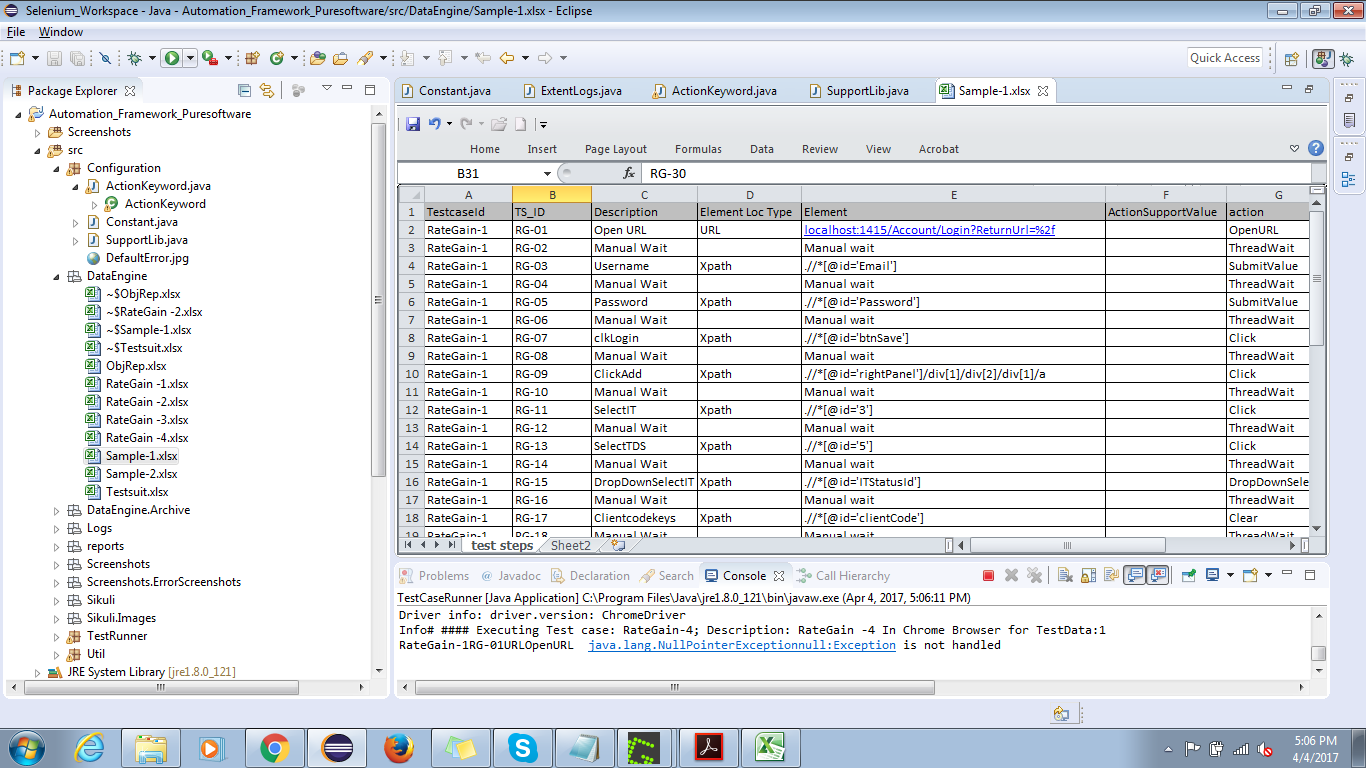 Selenium_Workspace - Java - Automation_Framework_Puresoftware/src/DataEngine/Sample-1.xlsx - Eclipse
File Window
Quick Access
Package Explorer
Automation_Framework_Puresoftware
Screenshots
src
Configuration
ActionKeyword.java
ActionKeyword
Constant.java
SupportLib.java
DefaultError.jpg
DataEngine
~$ObjRep.xlsx
~$RateGain -2.xlsx
~$Sample-1.xlsx
~$Testsuit.xlsx
ObjRep.xlsx
RateGain -1.xlsx
RateGain -2.xlsx
RateGain -3.xlsx
RateGain -4.xlsx
Sample-1.xlsx
Sample-2.xlsx
Testsuit.xlsx
DataEngine.Archive
Logs
reports
Screenshots
Screenshots.ErrorScreenshots
Sikuli
Sikuli.Images
TestRunner
Util
JRE System Library [jre1.8.0_121]
Constant.java ExtentLogs.java ActionKeyword.java SupportLib.java Sample-1.xlsx
Home Insert Page Layout Formulas Data Review View Acrobat
B31 fx RG-30
A B C D E F G
1 TestcaseId TS_ID Description Element Loc Type Element ActionSupportValue action
2 RateGain-1 RG-01 Open URL URL localhost:1415/Account/Login?ReturnUrl=%2f OpenURL
3 RateGain-1 RG-02 Manual Wait Manual wait ThreadWait
4 RateGain-1 RG-03 Username Xpath .//*[@id='Email'] SubmitValue
5 RateGain-1 RG-04 Manual Wait Manual wait ThreadWait
6 RateGain-1 RG-05 Password Xpath .//*[@id='Password'] SubmitValue
7 RateGain-1 RG-06 Manual Wait Manual wait ThreadWait
8 RateGain-1 RG-07 clkLogin Xpath .//*[@id='btnSave'] Click
9 RateGain-1 RG-08 Manual Wait Manual wait ThreadWait
10 RateGain-1 RG-09 ClickAdd Xpath .//*[@id='rightPanel']/div[1]/div[2]/div[1]/a Click
11 RateGain-1 RG-10 Manual Wait Manual wait ThreadWait
12 RateGain-1 RG-11 SelectIT Xpath .//*[@id='3'] Click
13 RateGain-1 RG-12 Manual Wait Manual wait ThreadWait
14 RateGain-1 RG-13 SelectTDS Xpath .//*[@id='5'] Click
15 RateGain-1 RG-14 Manual Wait Manual wait ThreadWait
16 RateGain-1 RG-15 DropDownSelectIT Xpath .//*[@id='ITStatusId'] DropDownSele
17 RateGain-1 RG-16 Manual Wait Manual wait ThreadWait
18 RateGain-1 RG-17 Clientcodekeys Xpath .//*[@id='clientCode'] Clear
19 RateGain-1 RG-18 Manual Wait Manual wait ThreadWait
test steps Sheet2
Problems @ Javadoc Declaration Search Console Call Hierarchy
TestCaseRunner [Java Application] C:\Program Files\Java\jre1.8.0_121\bin\javaw.exe (Apr 4, 2017, 5:06:11 PM)
Driver info: driver.version: ChromeDriver
Info# #### Executing Test case: RateGain-4; Description: RateGain -4 In Chrome Browser for TestData:1
RateGain-1RG-01URLOpenURL java.lang.NullPointerExceptionnull:Exception is not handled
5:06 PM
4/4/2017